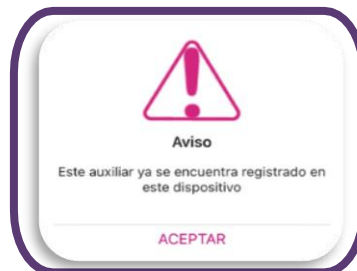 Aviso
Este auxiliar ya se encuentra registrado en
este dispositivo
ACEPTAR